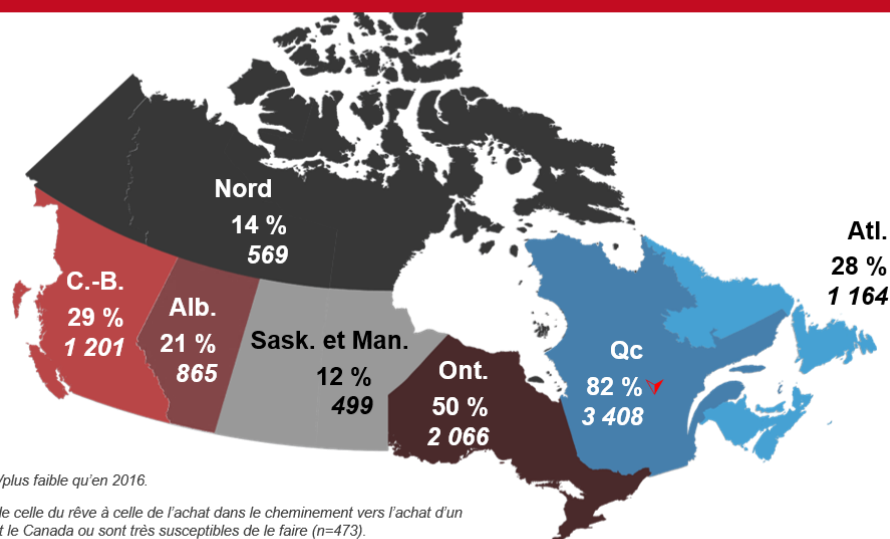 Nord
14 %
569
C.-B.
29 %
1 201
Alb.
21 %
865
Sask. et Man.
12 %
499
Ont.
50 %
2 066
Qc
82 %
3 408
Atl.
28 %
1 164
/plus faible qu'en 2016.
le celle du rêve à celle de l'achat dans le cheminement vers l'achat d'un
t le Canada ou sont très susceptibles de le faire (n=473).